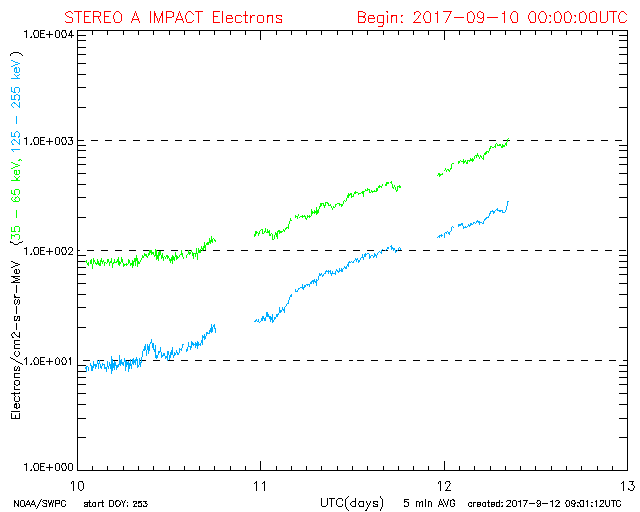 STEREO A IMPACT Electrons Begin: 2017-09-10 00:00:00UTC
Electrons/cm2-s-sr-MeV (35 - 65 keV, 125 - 255 keV)
1.0E+004
1.0E+003
1.0E+002
1.0E+001
1.0E+000
10 11 12 13
NOAA/SWPC start DOY: 253 UTC(days) 5 min AVG created: 2017-9-12 09:01:12UTC